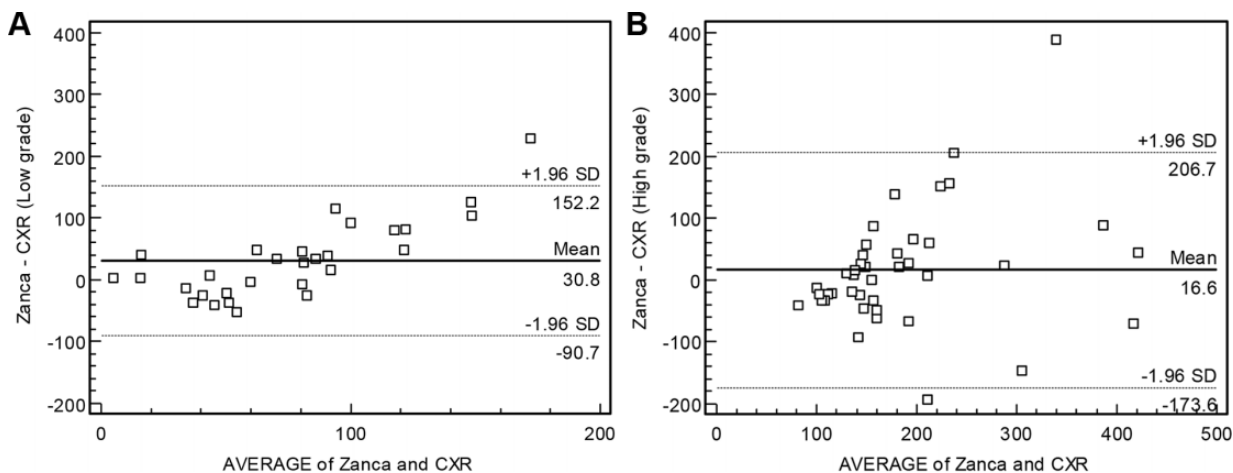 A
Zanca - CXR (Low grade)
400
300
200
100
0
-100
-200
+1.96 SD
152.2
Mean
30.8
-1.96 SD
-90.7
0
100
200
AVERAGE of Zanca and CXR
B
Zanca - CXR (High grade)
400
300
200
100
0
-100
-200
+1.96 SD
206.7
Mean
16.6
-1.96 SD
-173.6
0
100
200
300
400
500
AVERAGE of Zanca and CXR